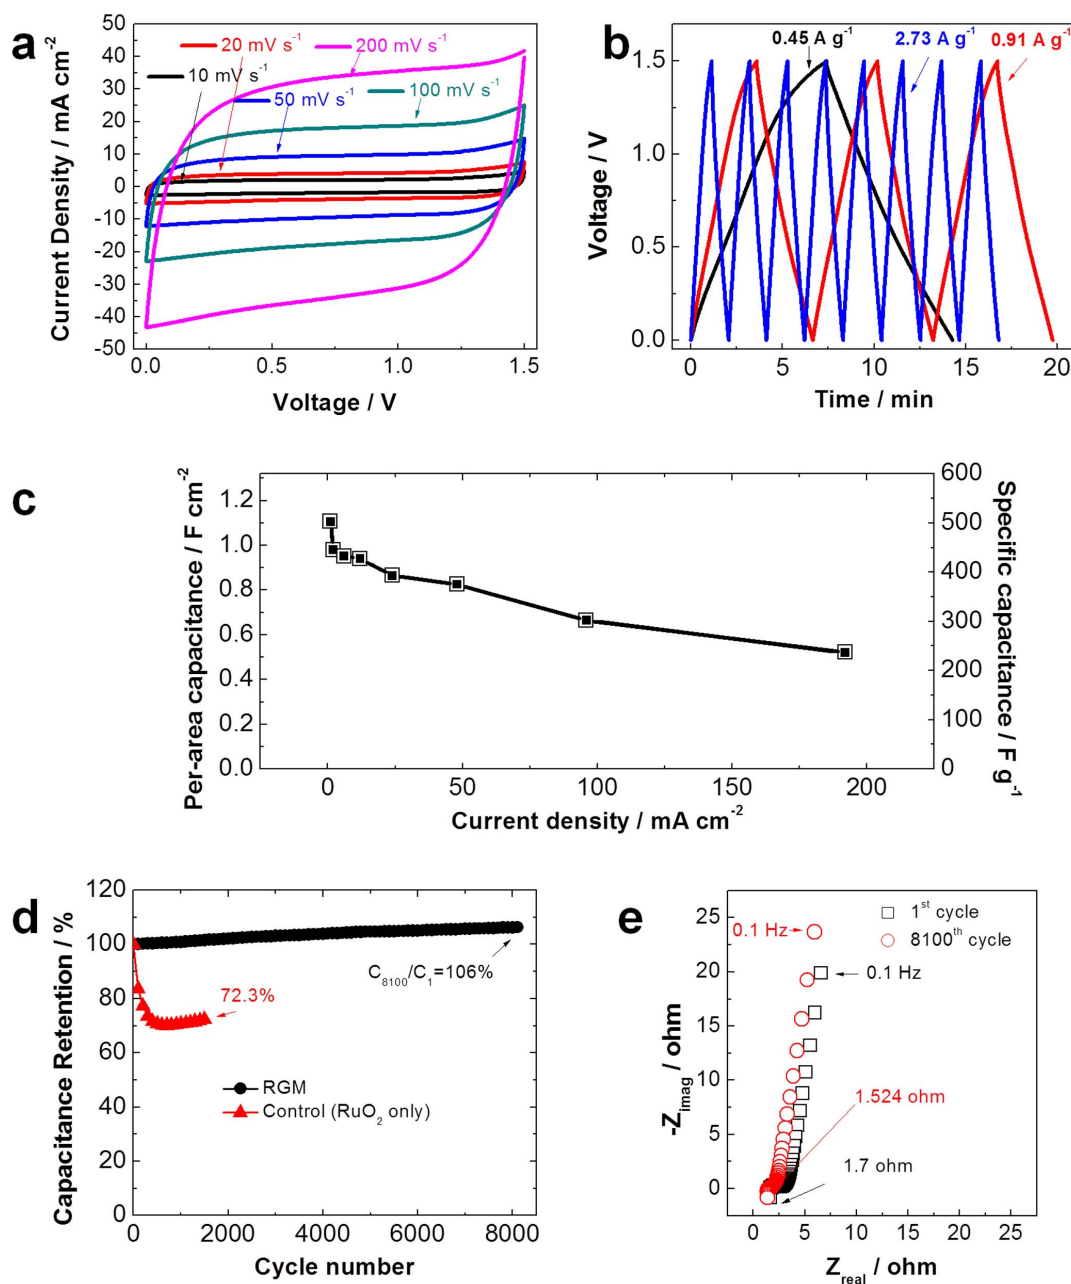 a
Current Density / mA cm-2
50
40
30
20
10
0
-10
-20
-30
-40
-50
20 mV s-1
200 mV s-1
10 mV s-1
50 mV s-1
100 mV s-1
0.0
0.5
1.0
1.5
Voltage / V
b
Voltage / V
0.45 A g-1
2.73 A g-1
0.91 A g-1
1.5
1.0
0.5
0.0
0
5
10
15
20
Time / min
c
Per-area capacitance / F cm-2
1.2
1.0
0.8
0.6
0.4
0.2
0.0
600
500
400
300
200
100
0
Specific capacitance / F g-1
0
50
100
150
200
Current density / mA cm-2
d
Capacitance Retention / %
120
100
80
60
40
20
0
C8100/C1=106%
72.3%
RGM
Control (RuO2 only)
0
2000
4000
6000
8000
Cycle number
e
-Zimag / ohm
25
20
15
10
5
0
1st cycle
8100th cycle
0.1 Hz
0.1 Hz
1.524 ohm
1.7 ohm
0
5
10
15
20
25
Zreal / ohm